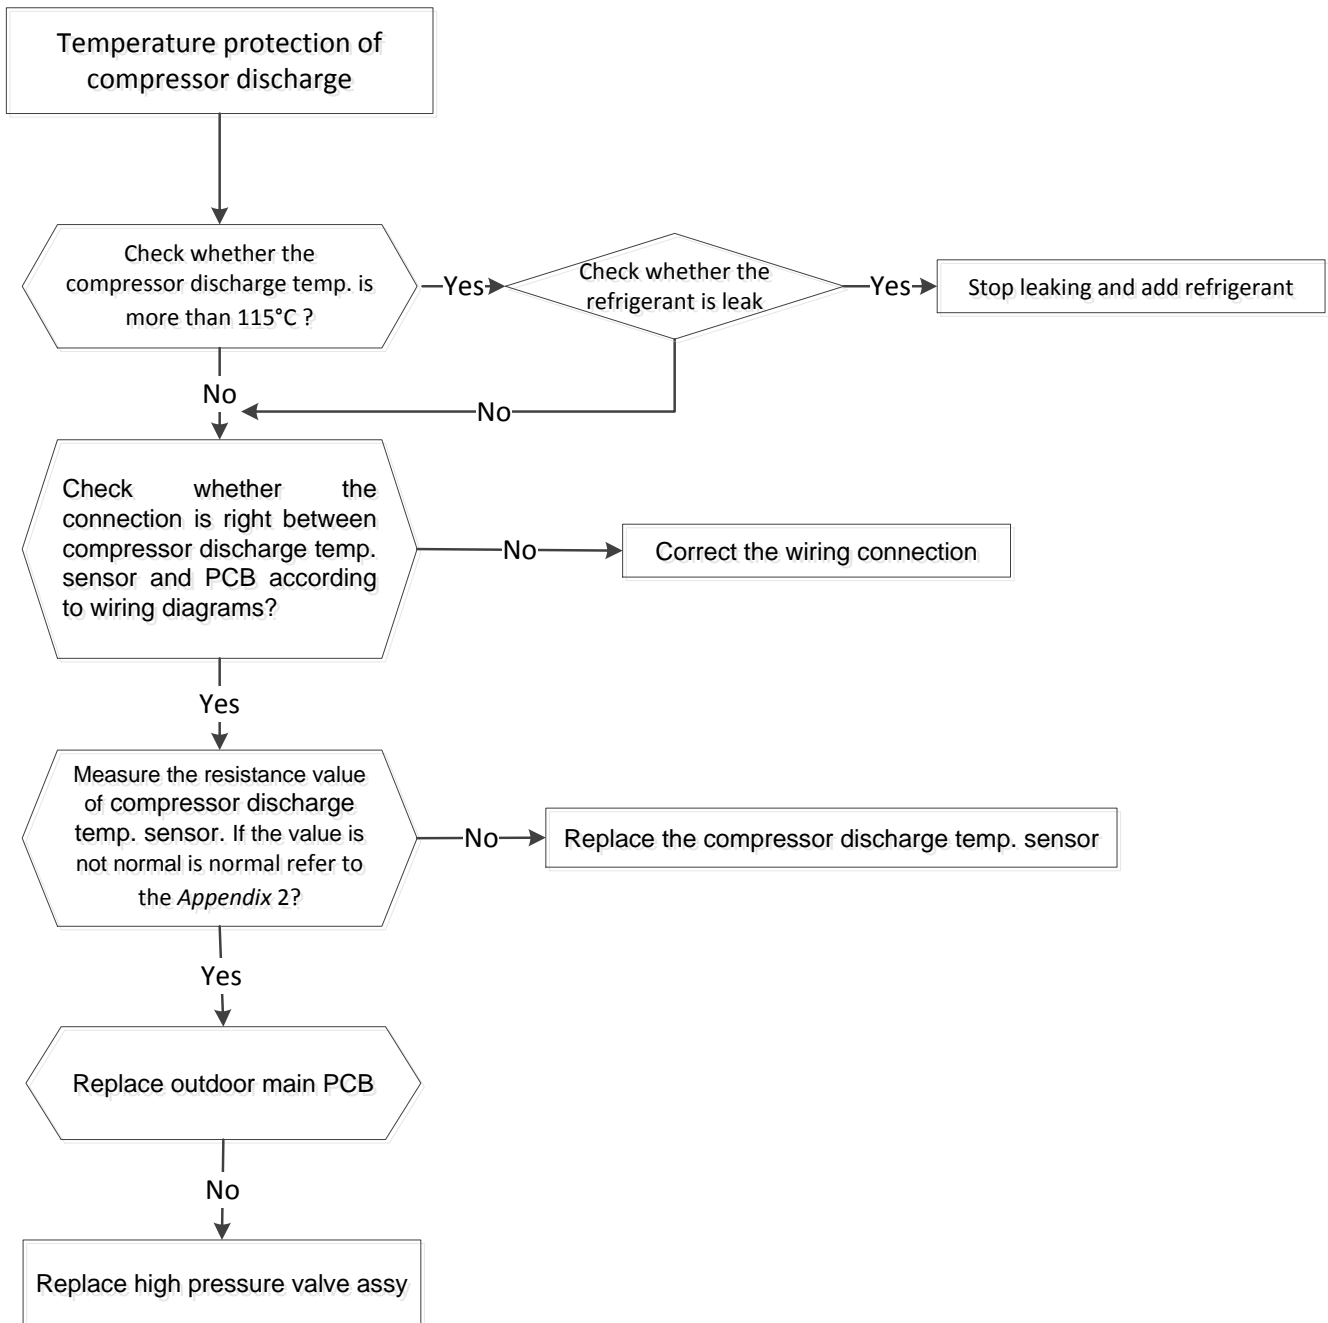 Temperature protection of
compressor discharge
Check whether the
compressor discharge temp. is
more than 115°C ?
Yes
Check whether the
refrigerant is leak
Yes
Stop leaking and add refrigerant
No
No
Check whether the
connection is right between
compressor discharge temp.
sensor and PCB according
to wiring diagrams?
No
Correct the wiring connection
Yes
Measure the resistance value
of compressor discharge
temp. sensor. If the value is
not normal is normal refer to
the Appendix 2?
No
Replace the compressor discharge temp. sensor
Yes
Replace outdoor main PCB
No
Replace high pressure valve assy